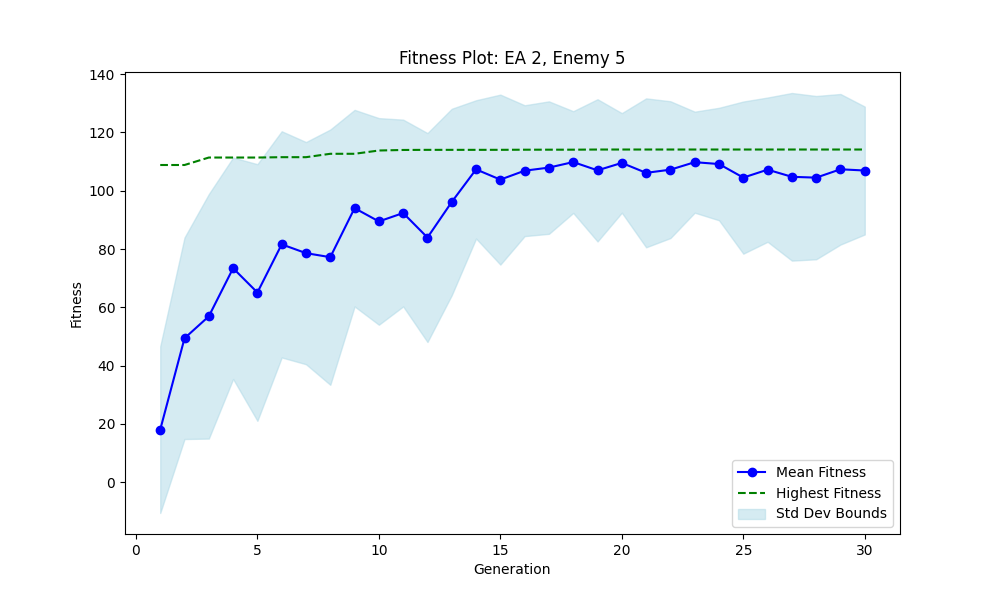 Fitness Plot: EA 2, Enemy 5
140
120
100
80
60
40
20
0
Fitness
0 5 10 15 20 25 30
Generation
Mean Fitness
Highest Fitness
Std Dev Bounds